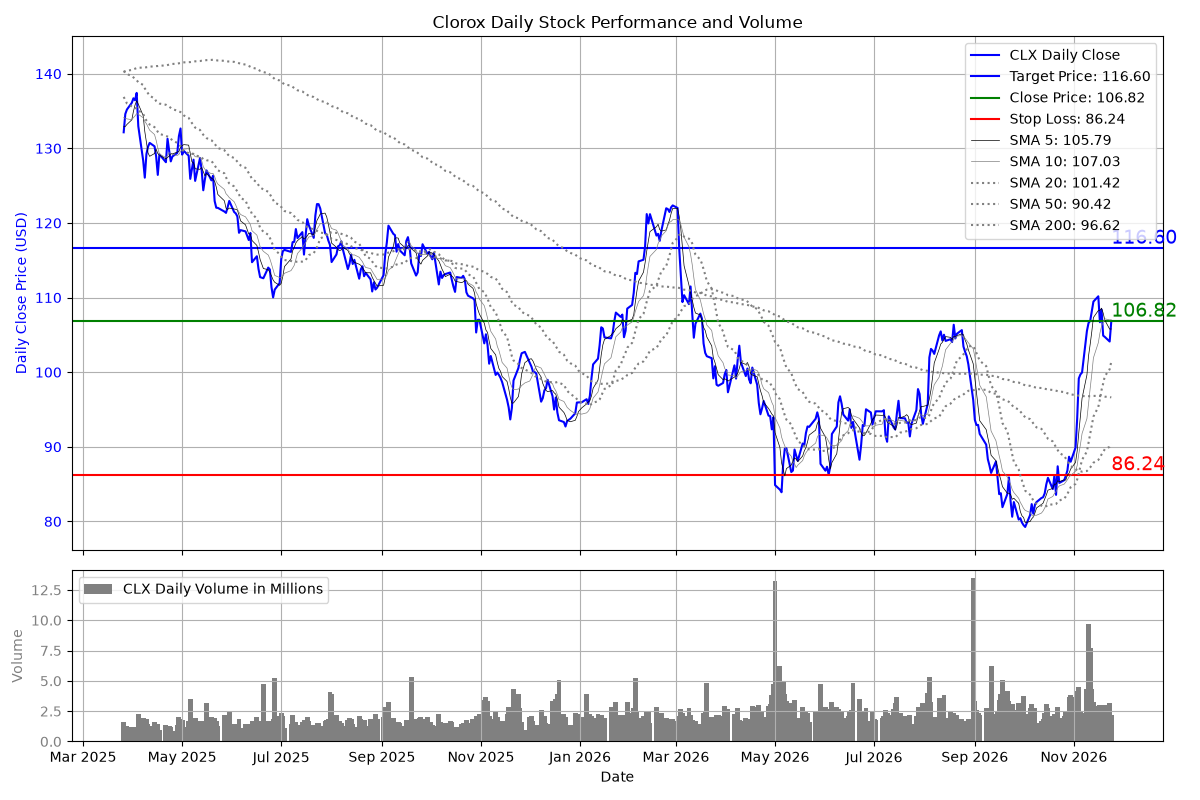 Clorox Daily Stock Performance and Volume
Daily Close Price (USD)
140
130
120
110
100
90
80
CLX Daily Close
Target Price: 116.60
Close Price: 106.82
Stop Loss: 86.24
SMA 5: 105.79
SMA 10: 107.03
SMA 20: 101.42
SMA 50: 90.42
SMA 200: 96.62
116.60
106.82
86.24
Volume
12.5
10.0
7.5
5.0
2.5
0.0
CLX Daily Volume in Millions
Mar 2025 May 2025 Jul 2025 Sep 2025 Nov 2025 Jan 2026 Mar 2026 May 2026 Jul 2026 Sep 2026 Nov 2026
Date